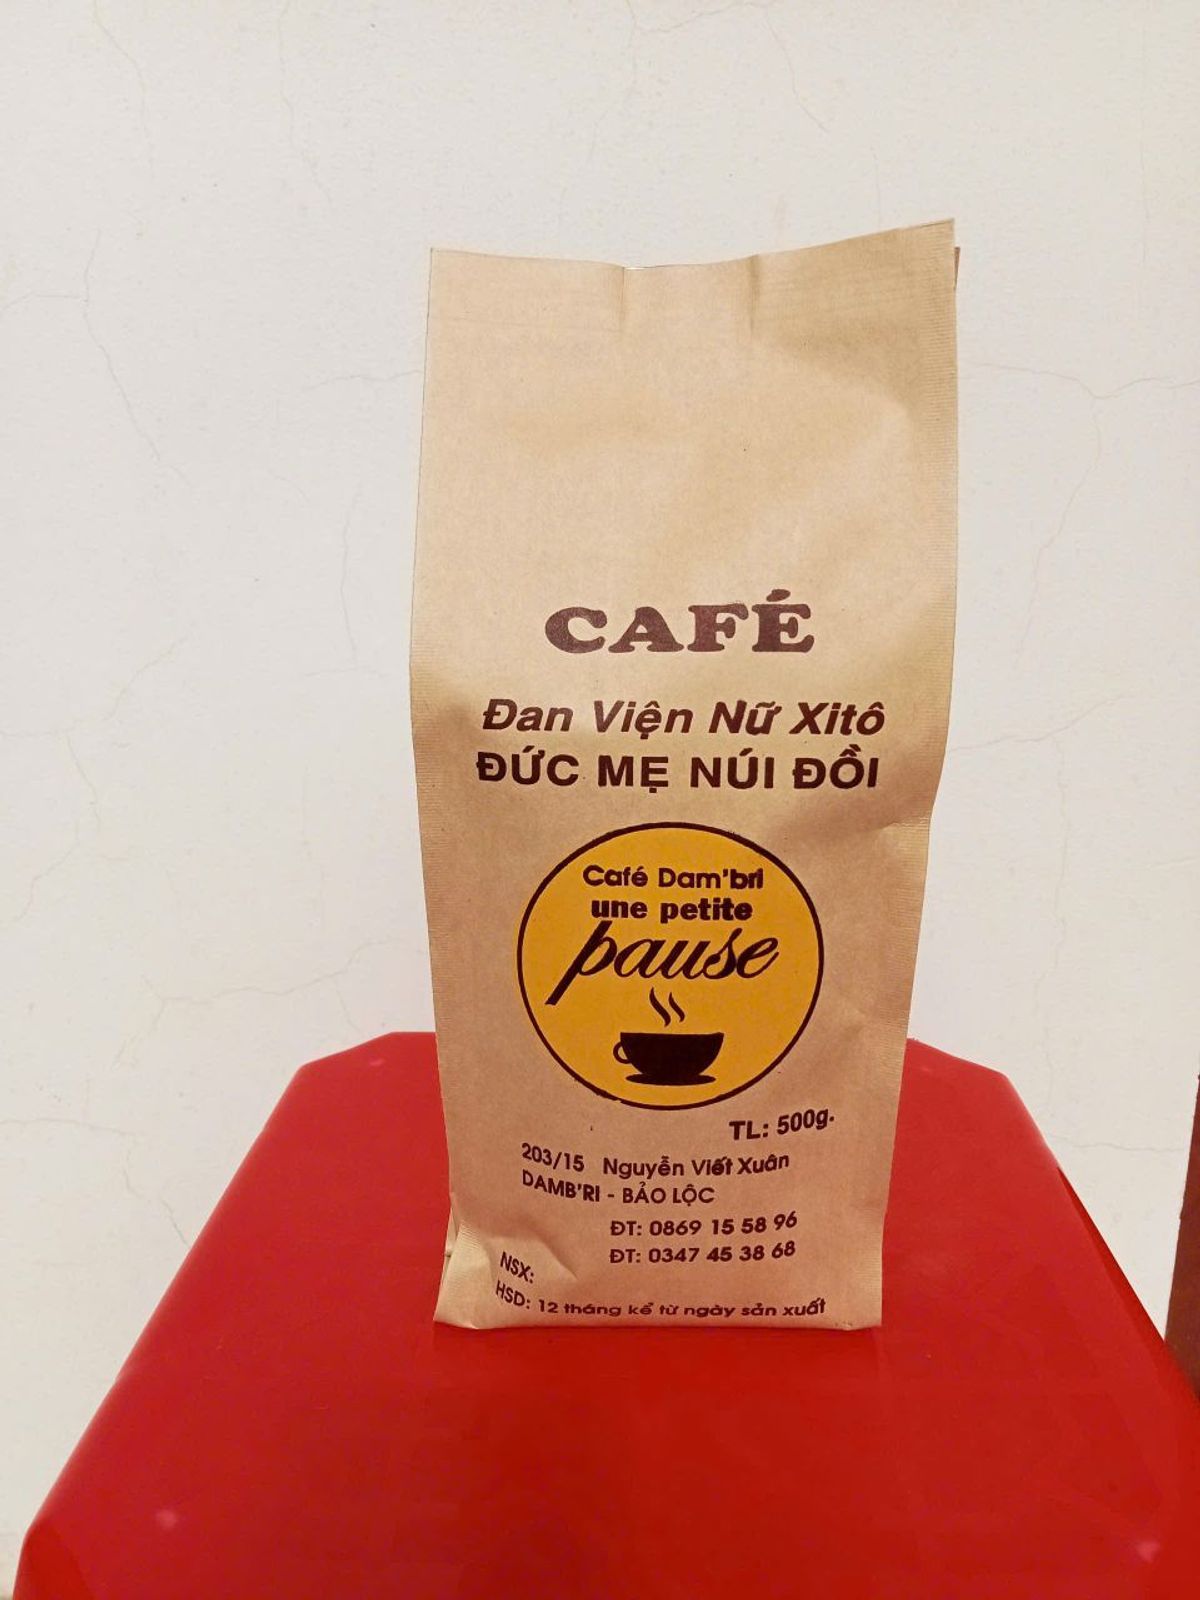 CAFÉ
Đan Viện Nữ Xitô
ĐỨC MẸ NÚI ĐỒI
Café Dam'bri
une petite
pause
TL: 500g.
203/15 Nguyễn Viết Xuân
DAMB'RI - BẢO LỘC
ĐT: 0869 15 58 96
ĐT: 0347 45 38 68
NSX:
HSD: 12 tháng kể từ ngày sản xuất